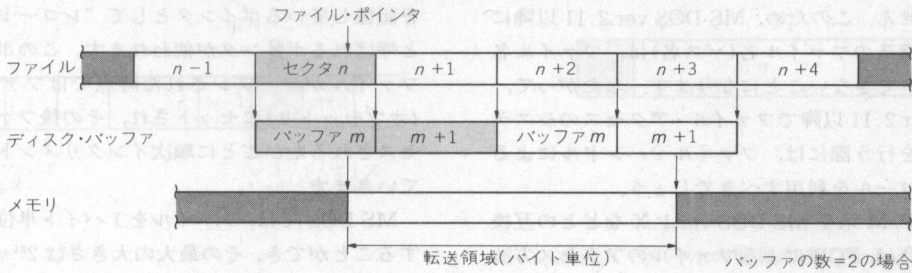 ファイル・ポインタ
ファイル n−1 セクタn n+1 n+2 n+3 n+4
ディスク・バッファ バッファm m+1 バッファm m+1
メモリ
転送領域(バイト単位) バッファの数=2の場合